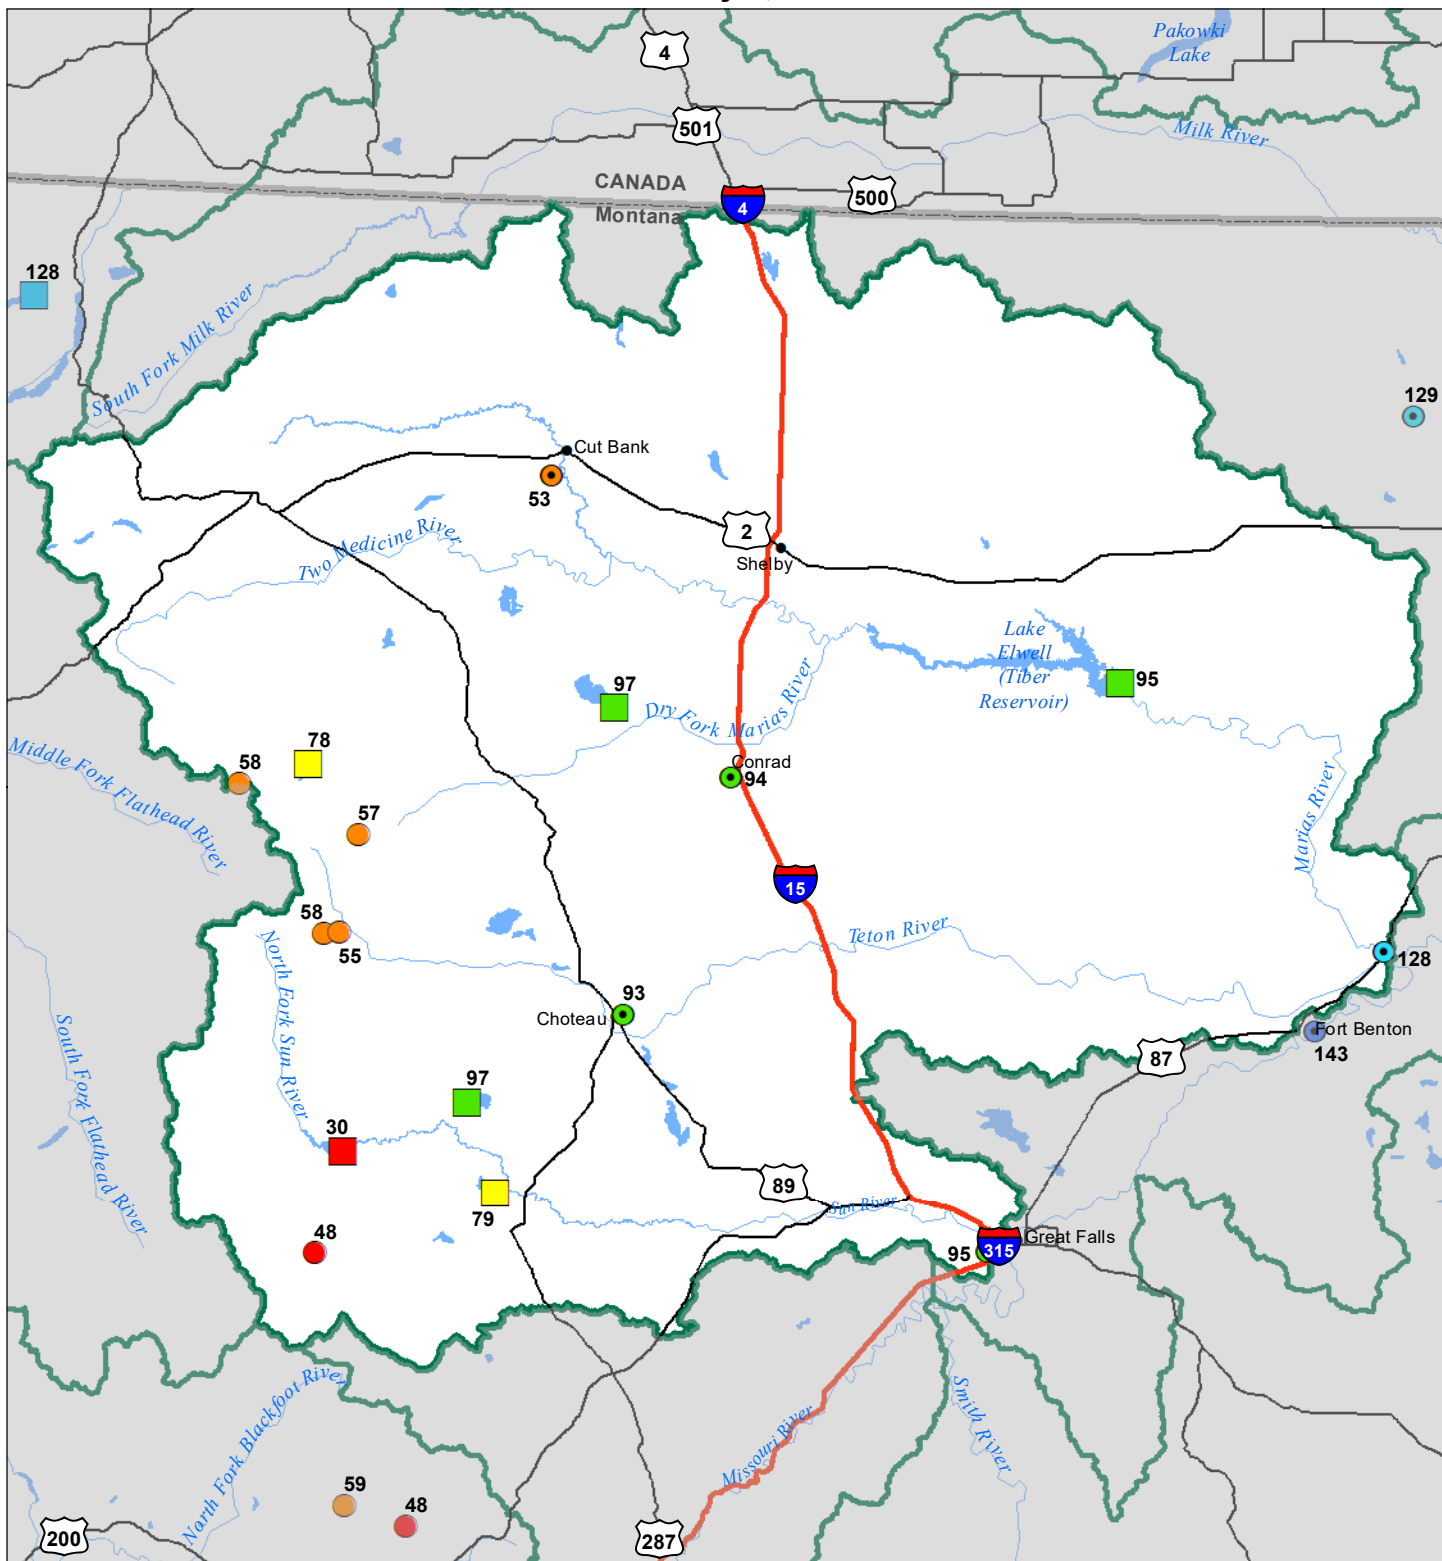 Pakowki
Lake
4
501
Milk River
CANADA
Montana
4
500
128
South Fork Milk River
129
Cut Bank
53
2
Shelby
Two Medicine River
Lake
Elwell
(Tiber
Reservoir)
95
97
Dry Fork Marias River
Middle Fork Flathead River
58
78
Conrad
94
57
Marias River
15
58
55
North Fork Sun River
Teton River
128
93
Choteau
Fort Benton
143
87
South Fork Flathead River
97
30
79
89
Sun River
48
95
315
Great Falls
North Fork Blackfoot River
Missouri River
Smith River
59
48
200
287